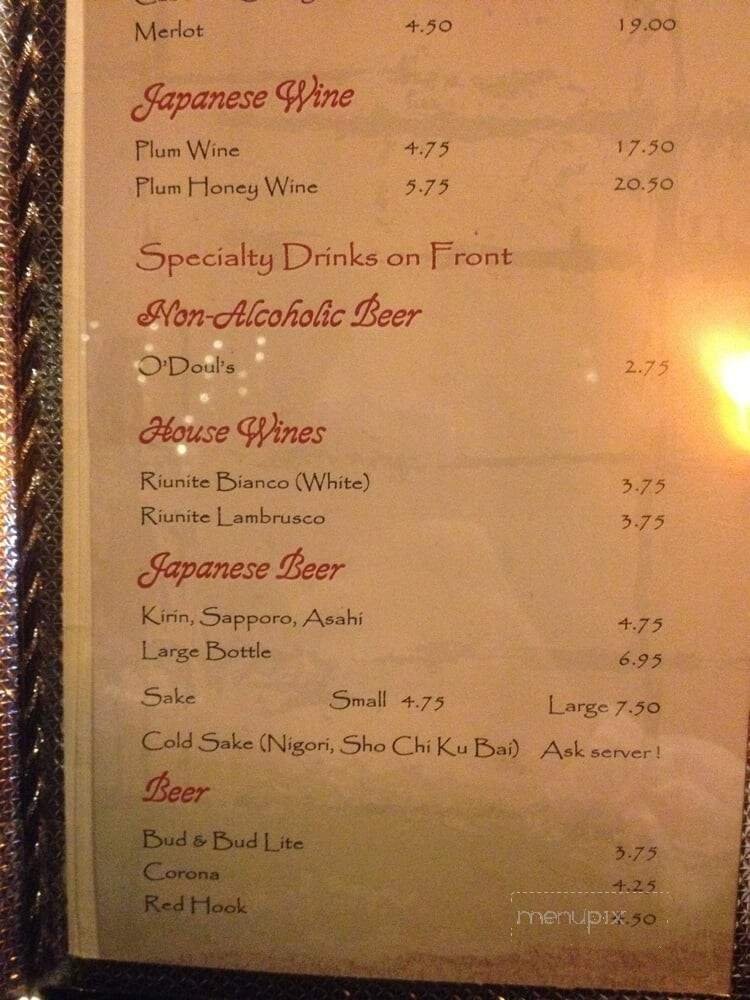 Merlot 4.50 19.00
Japanese Wine
Plum Wine 4.75 17.50
Plum Honey Wine 5.75 20.50
Specialty Drinks on Front
Non-Alcoholic Beer
O'Doul's 2.75
House Wines
Riunite Bianco (White) 3.75
Riunite Lambrusco 3.75
Japanese Beer
Kirin, Sapporo, Asahi 4.75
Large Bottle 6.95
Sake Small 4.75 Large 7.50
Cold Sake (Nigori, Sho Chi Ku Bai) Ask server !
Beer
Bud & Bud Lite 3.75
Corona 4.25
Red Hook .50
menupix